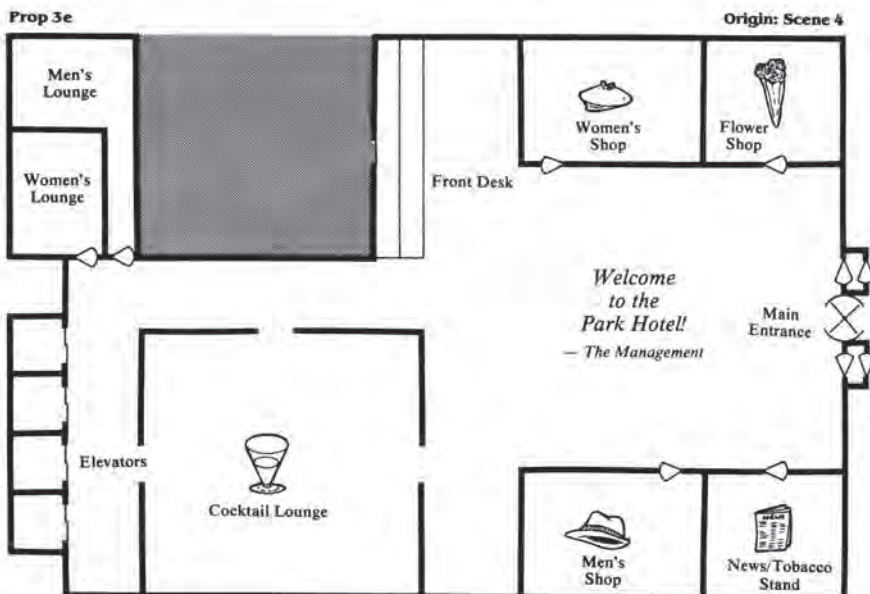 Prop 3e
Origin: Scene 4
Men's
Lounge
Women's
Lounge
Women's
Shop
Flower
Shop
Front Desk
Welcome
to the
Park Hotel!
— The Management
Main
Entrance
Elevators
Cocktail Lounge
Men's
Shop
News/Tobacco
Stand